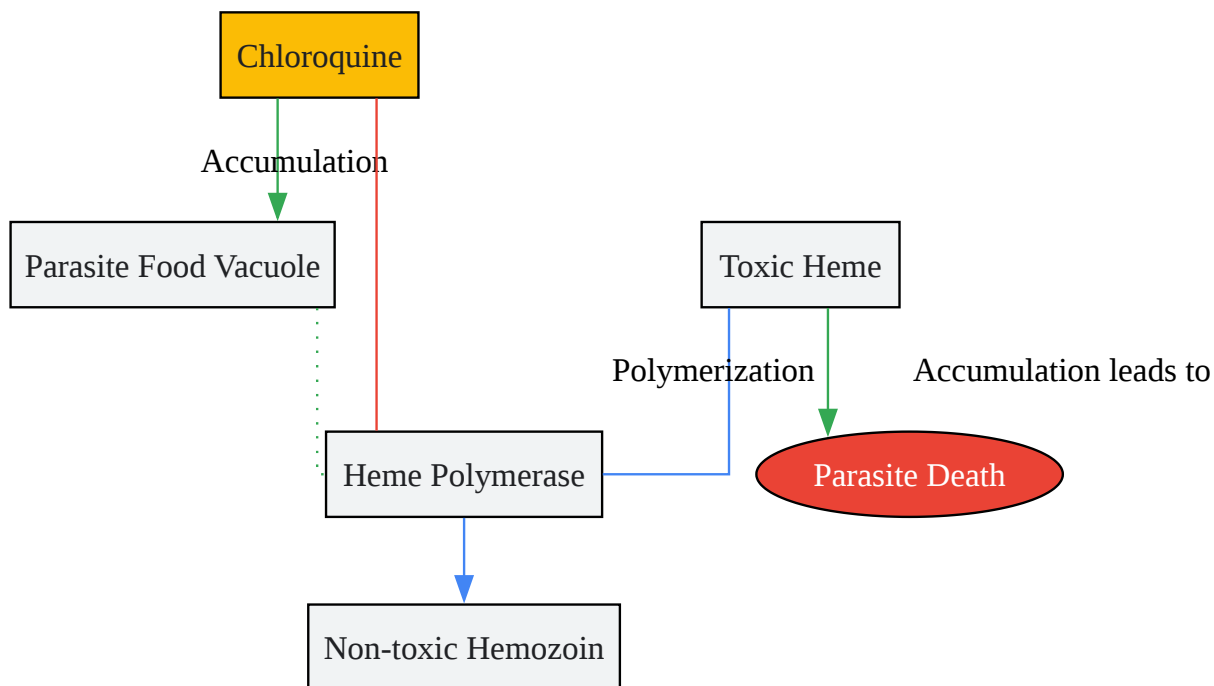 Chloroquine
Accumulation
Parasite Food Vacuole
Toxic Heme
Polymerization
Accumulation leads to
Heme Polymerase
Parasite Death
Non-toxic Hemozoin